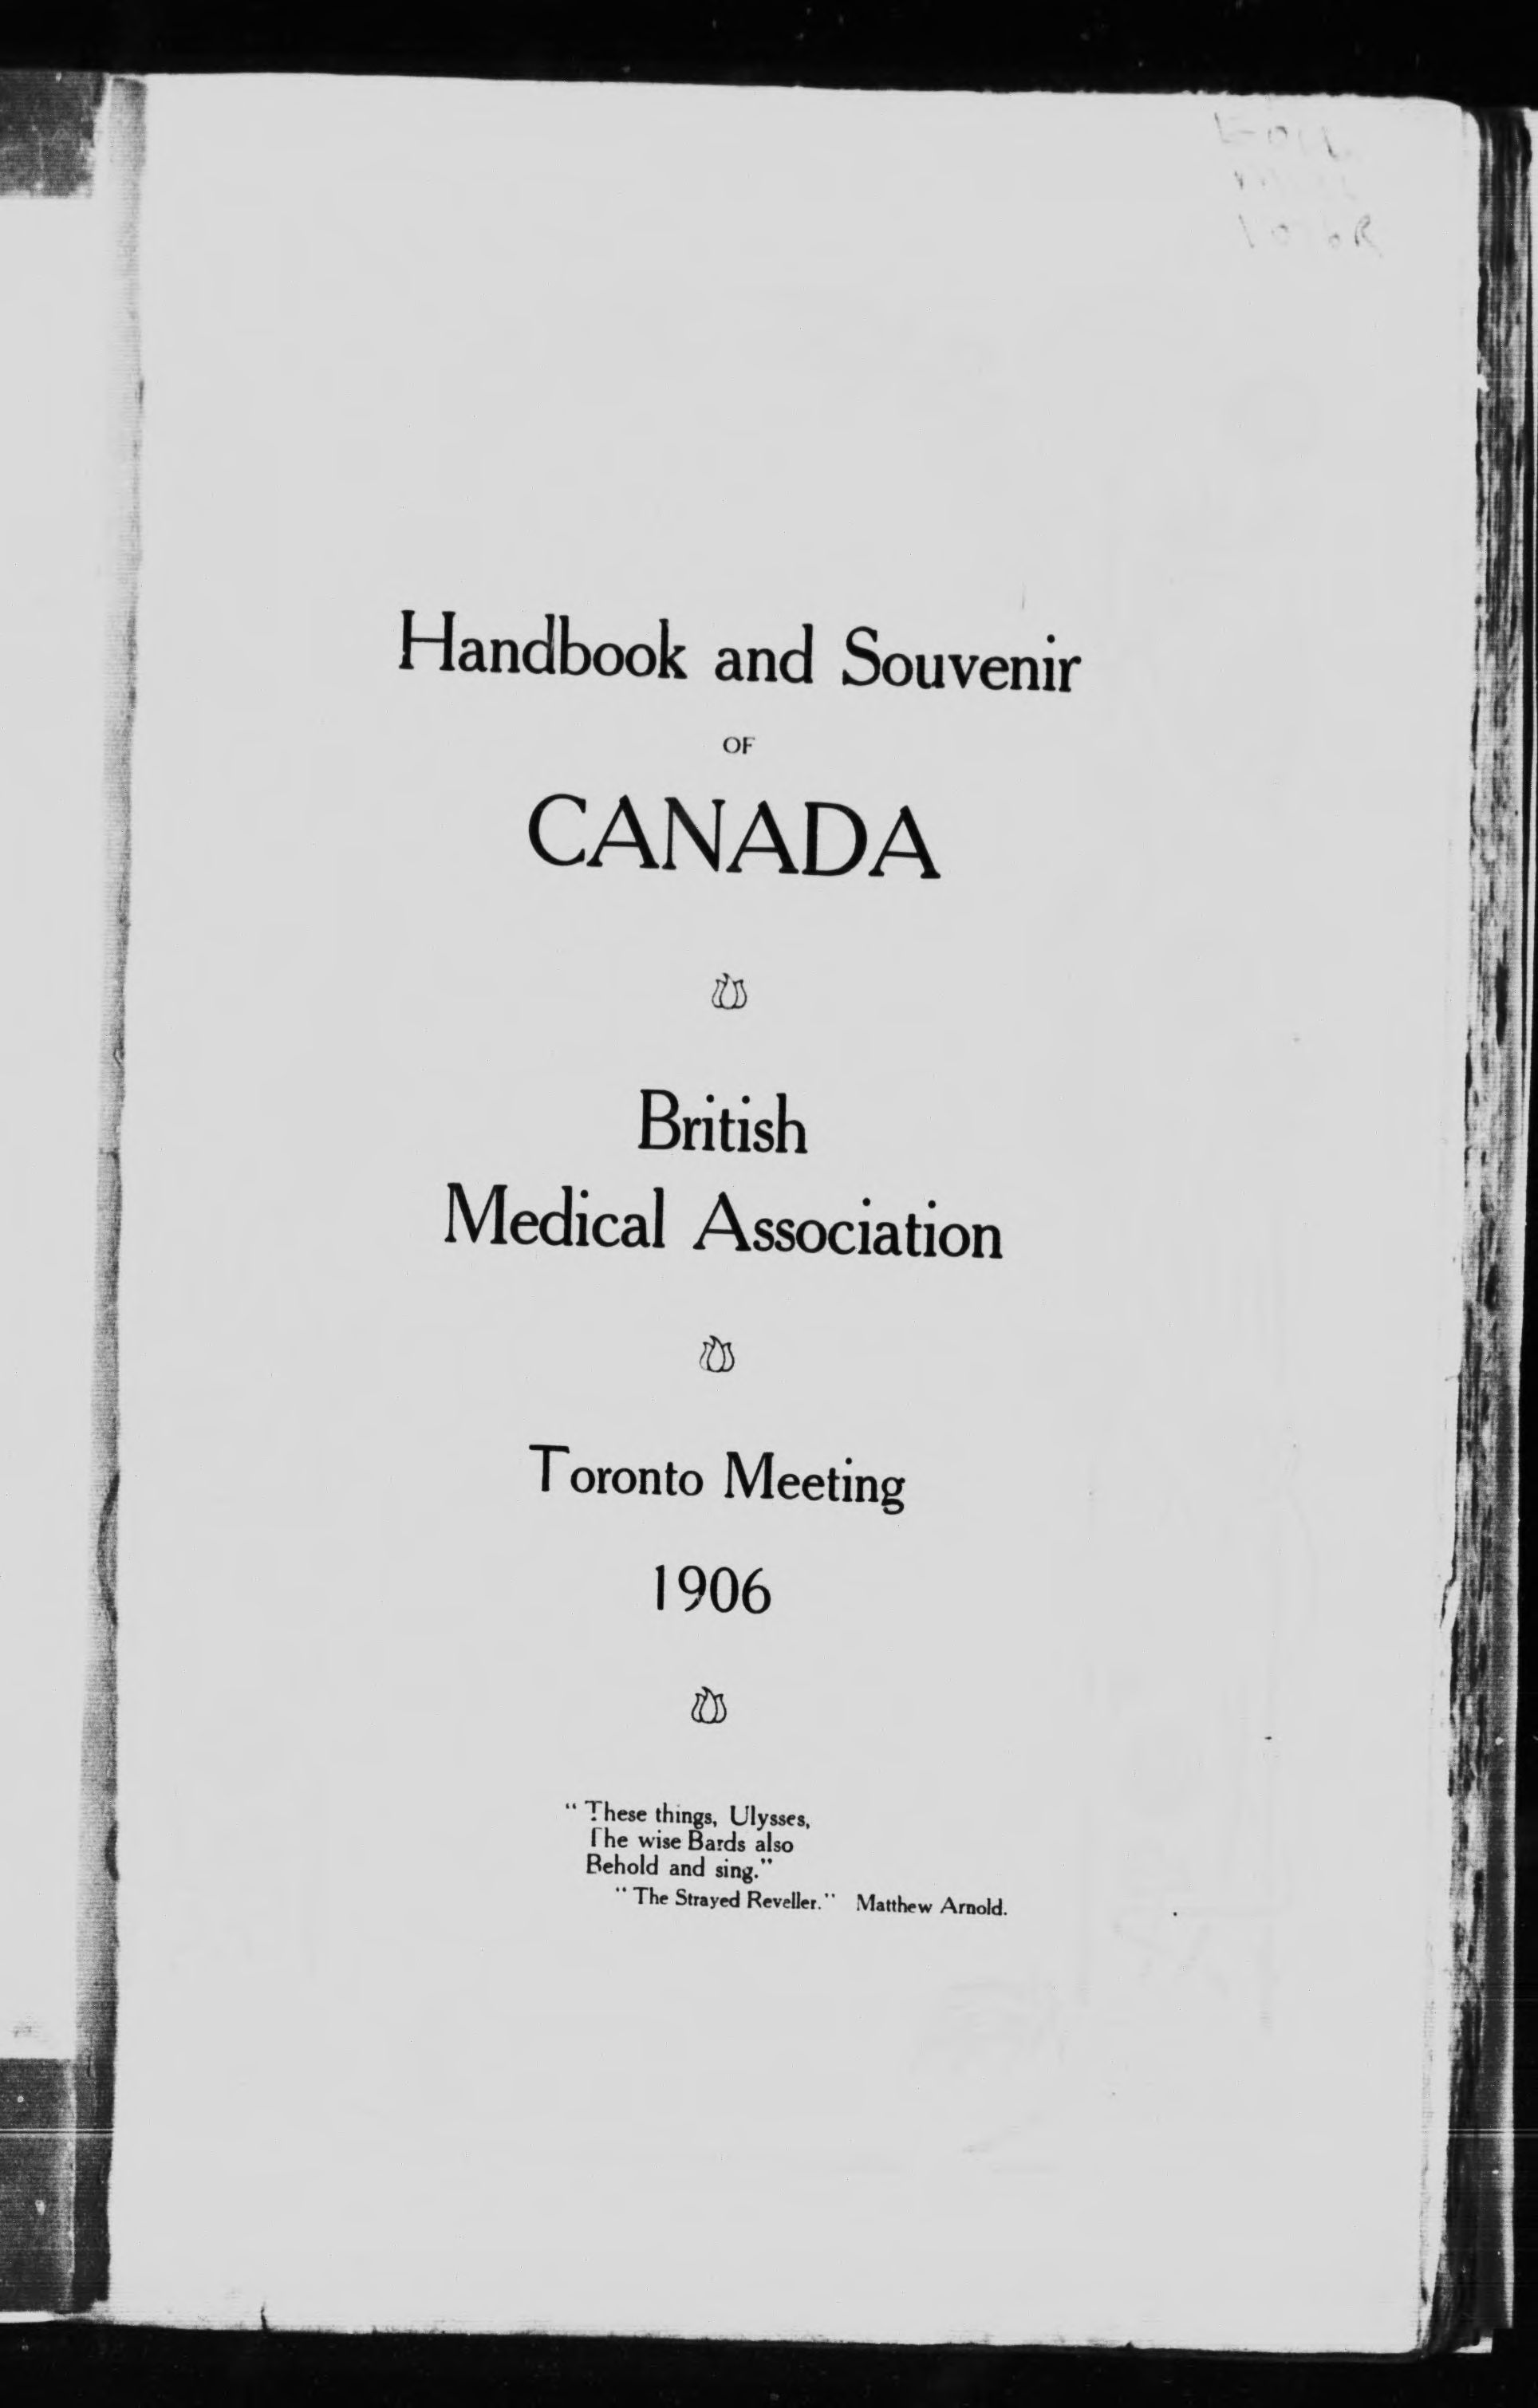 Handbook and Souvenir
OF
CANADA
British
Medical Association
Toronto Meeting
1906
“These things, Ulysses,
The wise Bards also
Behold and sing.”
“The Strayed Reveller.” Matthew Arnold.